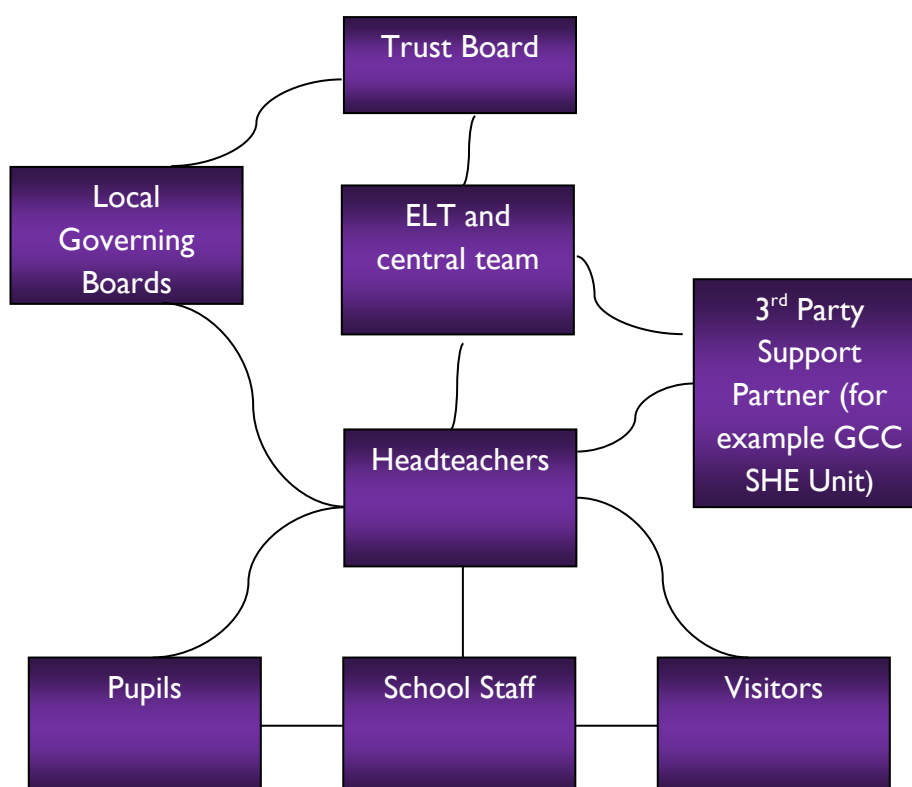 Trust Board
Local
Governing
Boards
ELT and
central team
3rd Party
Support
Partner (for
example GCC
SHE Unit)
Headteachers
Pupils
School Staff
Visitors